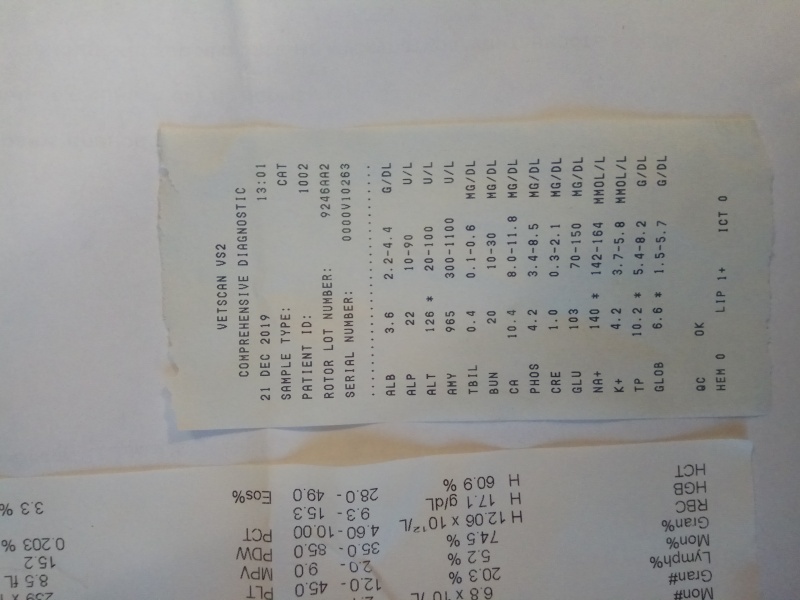 VETSCAN VS2
COMPREHENSIVE DIAGNOSTIC
21 DEC 2019 13:01
SAMPLE TYPE: CAT
PATIENT ID: 1002
ROTOR LOT NUMBER: 9246AA2
SERIAL NUMBER: 0000V10263
ALB 3.6 2.2-4.4 G/DL
ALP 22 10-90 U/L
ALT 126 * 20-100 U/L
AMY 965 300-1100 U/L
TBIL 0.4 0.1-0.6 MG/DL
BUN 20 10-30 MG/DL
CA 10.4 8.0-11.8 MG/DL
PHOS 4.2 3.4-8.5 MG/DL
CRE 1.0 0.3-2.1 MG/DL
GLU 103 70-150 MG/DL
NA+ 140 * 142-164 MMOL/L
K+ 4.2 3.7-5.8 MMOL/L
TP 10.2 * 5.4-8.2 G/DL
GLOB 6.6 * 1.5-5.7 G/DL
QC OK
HEM 0 LIP 1+ ICT 0
Mon#
Gran# 6.8 x 10
Lymph% 20.3 % 12.0 - 45.0 PLT 239 x
Mon% 5.2 % 2.0 - 9.0 MPV 8.5 fL
Gran% 74.5 % 35.0 - 85.0 PDW 15.2
RBC H 12.06 x 10¹²/L 4.60 - 10.00 PCT 0.203 %
HGB H 17.1 g/dL 9.3 - 15.3
HCT H 60.9 % 28.0 - 49.0 Eos% 3.3 %